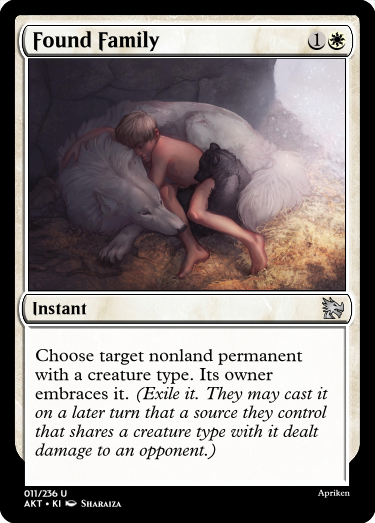 Found Family 1
Instant
Choose target nonland permanent
with a creature type. Its owner
embraces it. (Exile it. They may cast it
on a later turn that a source they control
that shares a creature type with it dealt
damage to an opponent.)
011/236 U
Apriken
AKT • KI Sharaiza